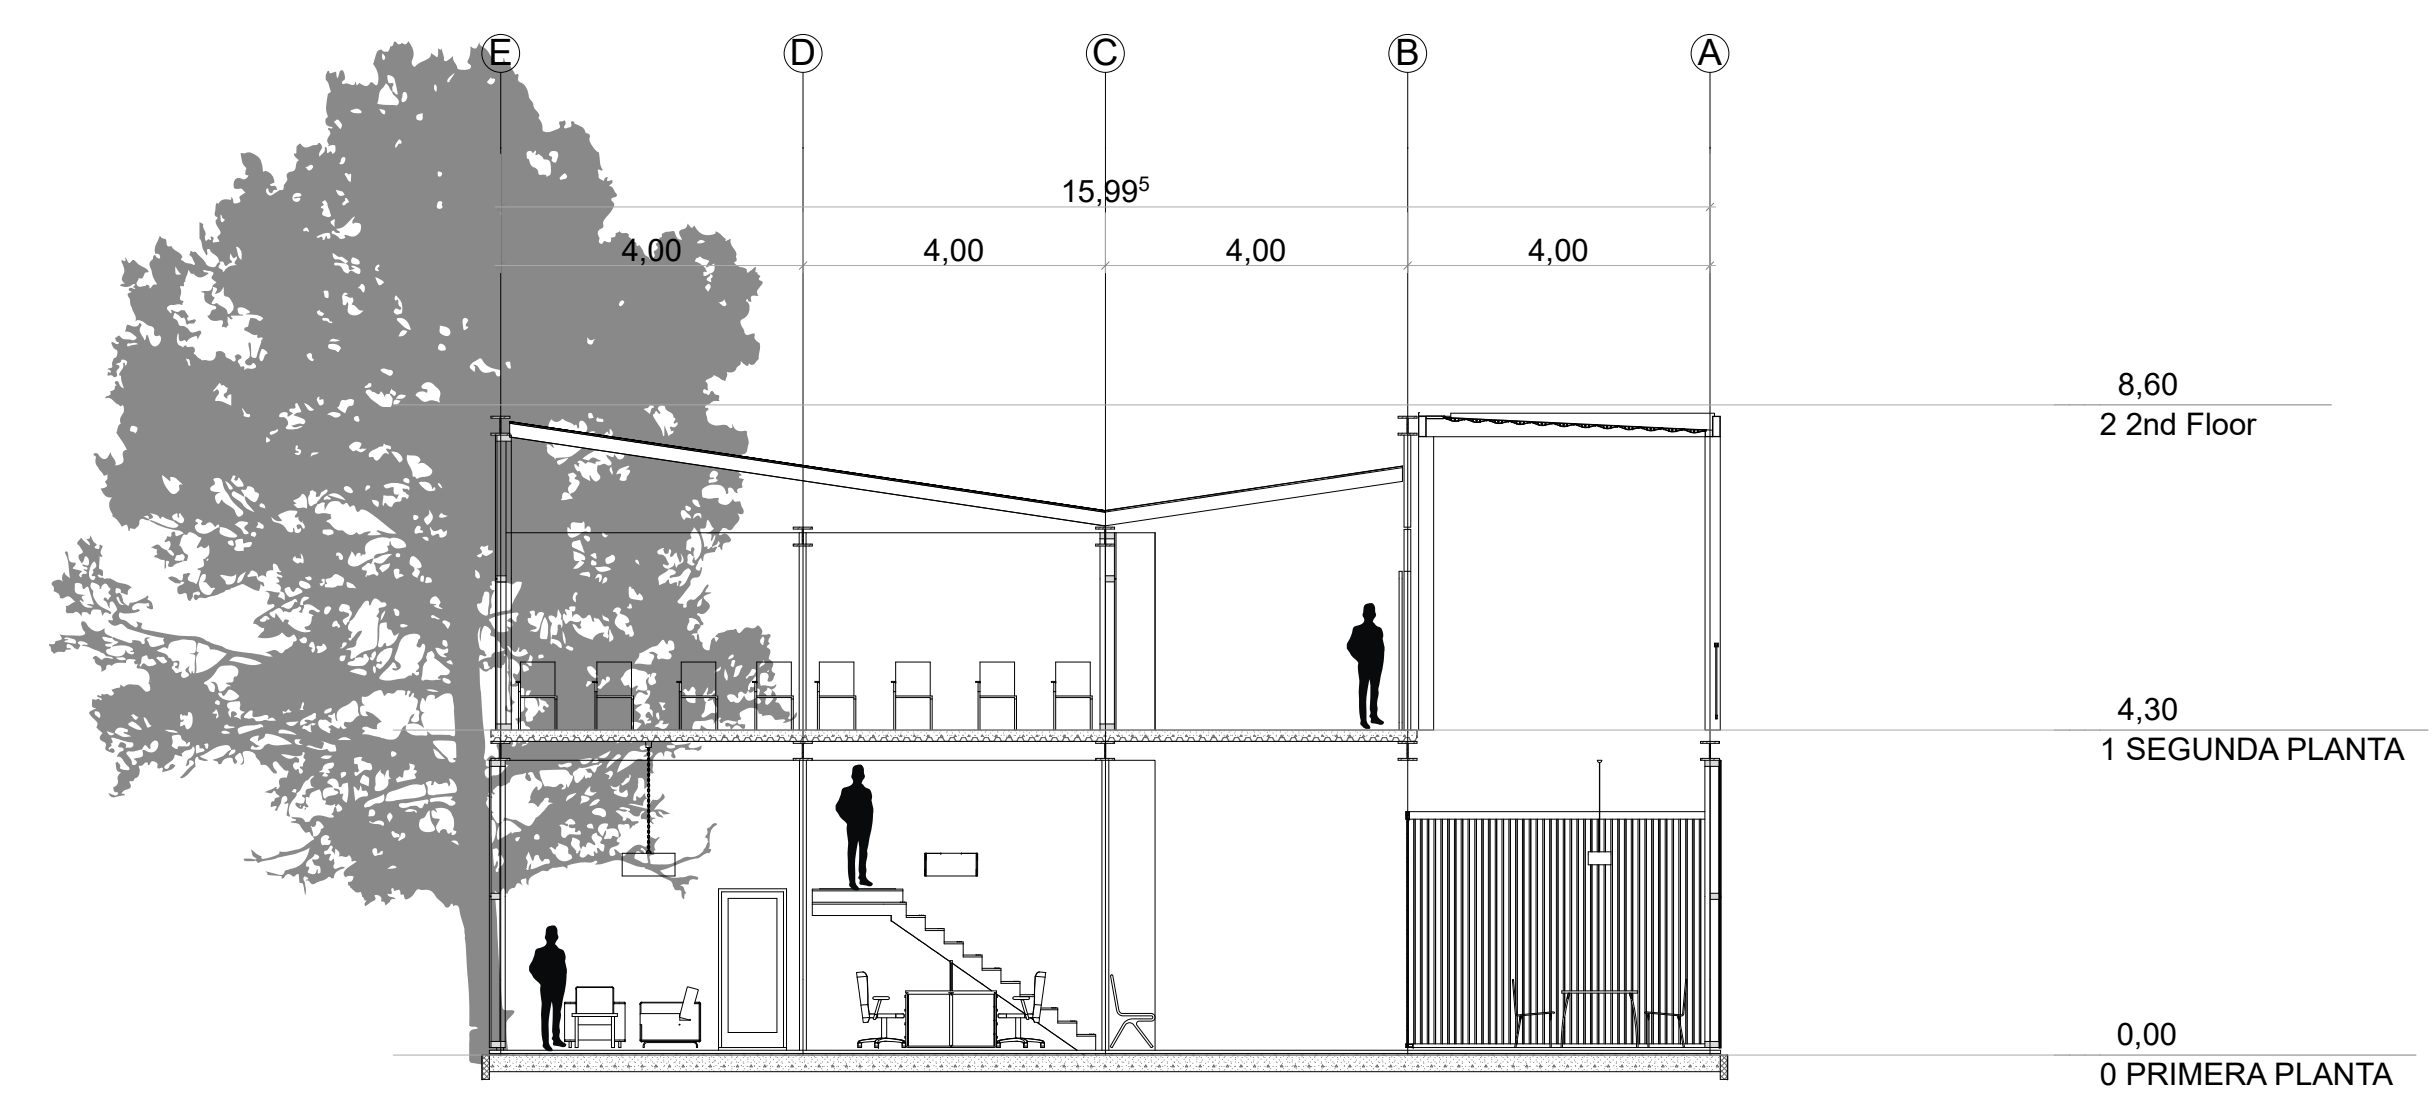 E D C B A
15,99⁵
4,00 4,00 4,00 4,00
8,60
2 2nd Floor
4,30
1 SEGUNDA PLANTA
0,00
0 PRIMERA PLANTA